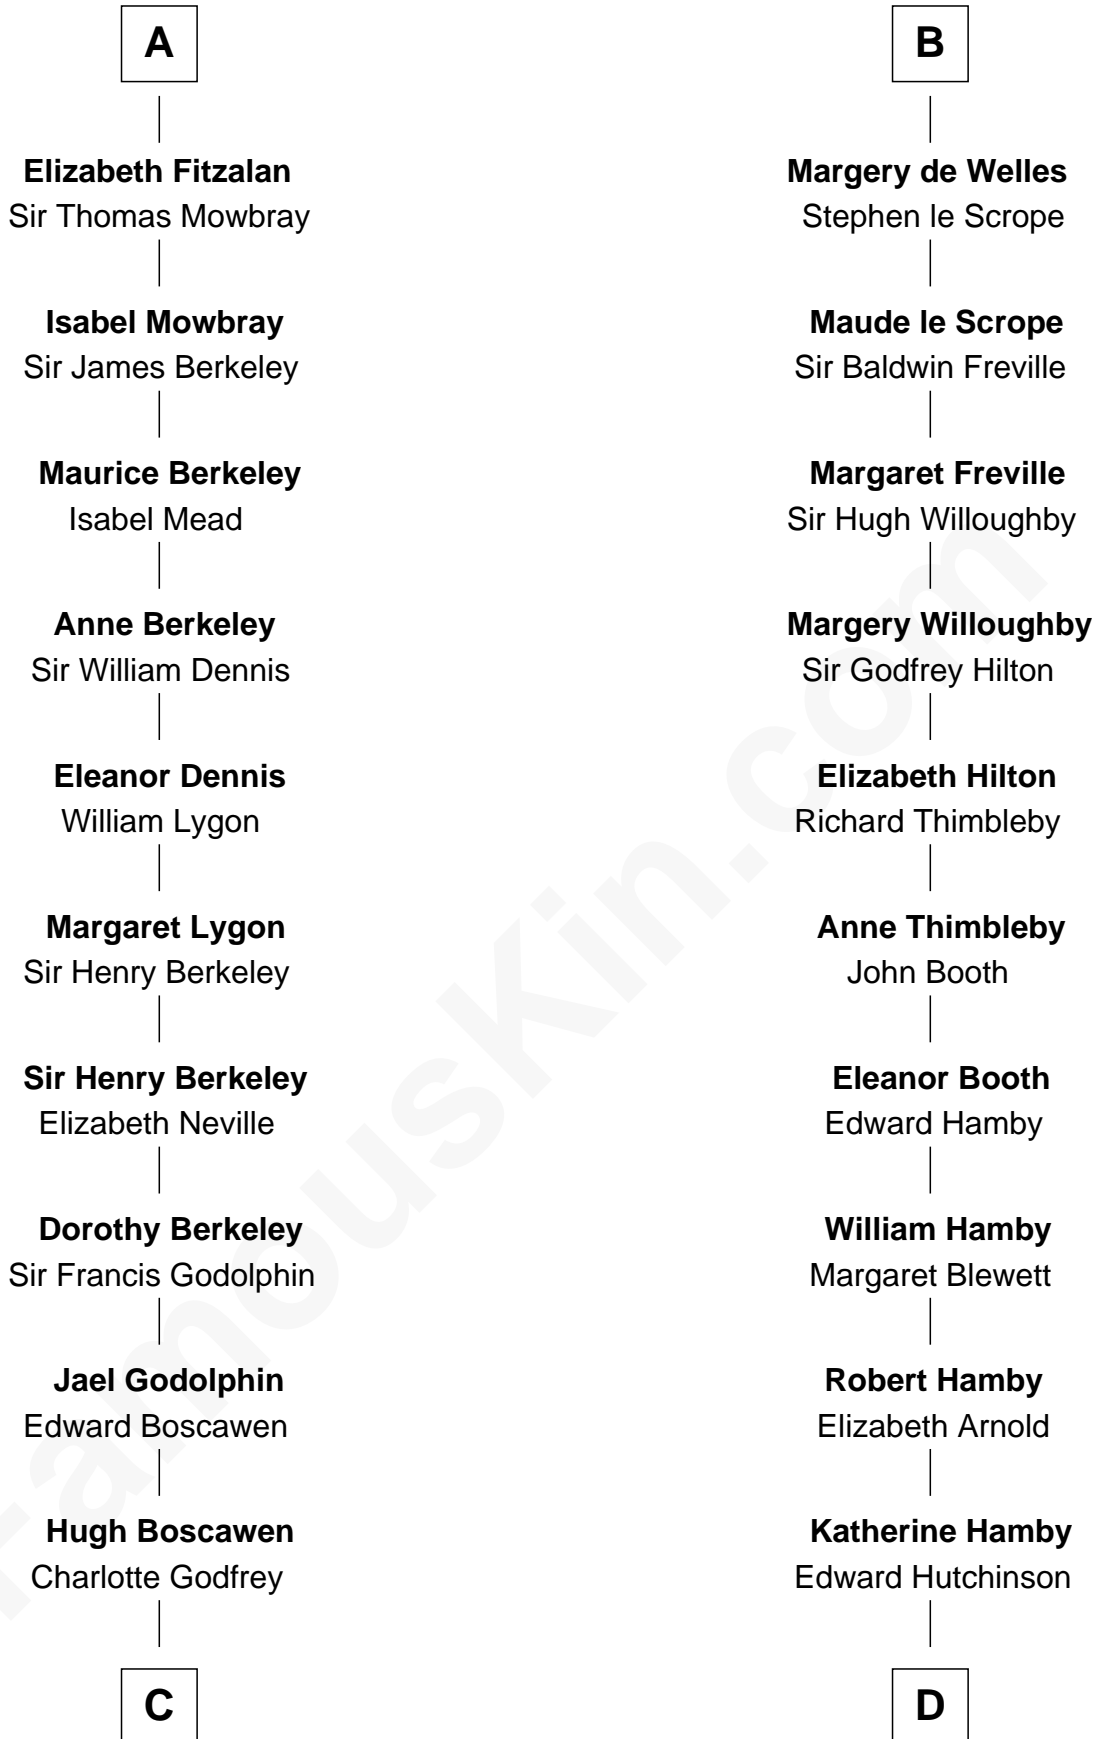 A
Elizabeth Fitzalan
Sir Thomas Mowbray
Isabel Mowbray
Sir James Berkeley
Maurice Berkeley
Isabel Mead
Anne Berkeley
Sir William Dennis
Eleanor Dennis
William Lygon
Margaret Lygon
Sir Henry Berkeley
Sir Henry Berkeley
Elizabeth Neville
Dorothy Berkeley
Sir Francis Godolphin
Jael Godolphin
Edward Boscawen
Hugh Boscawen
Charlotte Godfrey
C
B
Margery de Welles
Stephen le Scrope
Maude le Scrope
Sir Baldwin Freville
Margaret Freville
Sir Hugh Willoughby
Margery Willoughby
Sir Godfrey Hilton
Elizabeth Hilton
Richard Thimbleby
Anne Thimbleby
John Booth
Eleanor Booth
Edward Hamby
William Hamby
Margaret Blewett
Robert Hamby
Elizabeth Arnold
Katherine Hamby
Edward Hutchinson
D
FamousKin.com